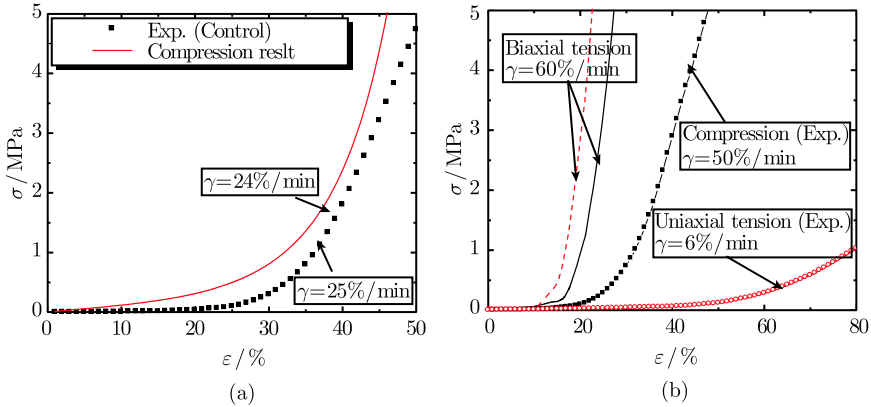 (a)
5
4
3
2
1
0
σ/MPa
Exp. (Control)
Compression reslt
γ=24%/min
γ=25%/min
0
10
20
30
40
50
ε/%
(a)
(b)
5
4
3
2
1
0
σ/MPa
Biaxial tension
γ=60%/min
Compression (Exp.)
γ=50%/min
Uniaxial tension (Exp.)
γ=6%/min
0
20
40
60
80
ε/%
(b)